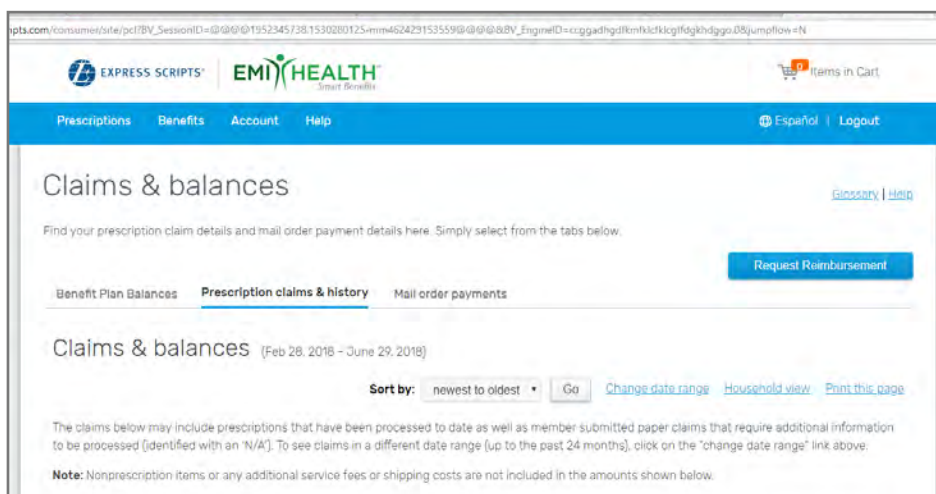 pts.com/consumer/site/pcl?BV_SessionID=@@@@1952345738.1530280125
EXPRESS SCRIPTS® EMI HEALTH
Smart Benefits
0 Items in Cart
Prescriptions Benefits Account Help Español | Logout
Claims & balances
Glossary | Help
Find your prescription claim details and mail order payment details here. Simply select from the tabs below.
Request Reimbursement
Benefit Plan Balances Prescription claims & history Mail order payments
Claims & balances (Feb 28, 2018 - June 29, 2018)
Sort by: newest to oldest Go Change date range Household view Print this page
The claims below may include prescriptions that have been processed to date as well as member submitted paper claims that require additional information
to be processed (identified with an 'N/A'). To see claims in a different date range (up to the past 24 months), click on the "change date range" link above.
Note: Nonprescription items or any additional service fees or shipping costs are not included in the amounts shown below.